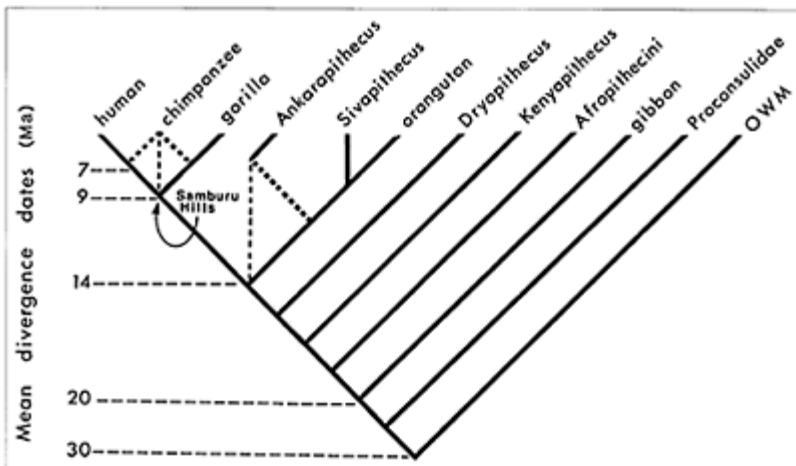 human
chimpanzee
gorilla
Ankarapithecus
Sivapithecus
orangutan
Dryopithecus
Kenyapithecus
Afropithecini
gibbon
Proconsulidae
OWM
Mean divergence dates (Ma)
7
9
Samburu
Hills
14
20
30